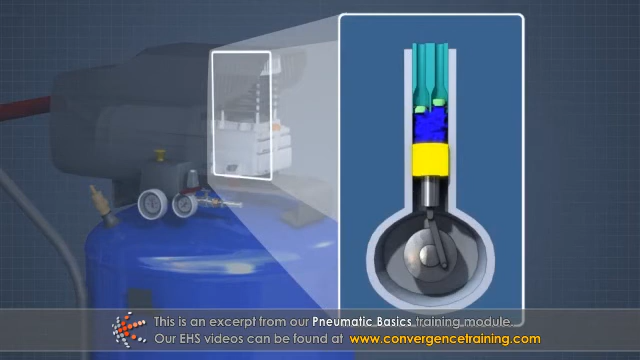 This is an excerpt from our Pneumatic Basics training module
Our EHS videos can be found at www.convergencetraining.com